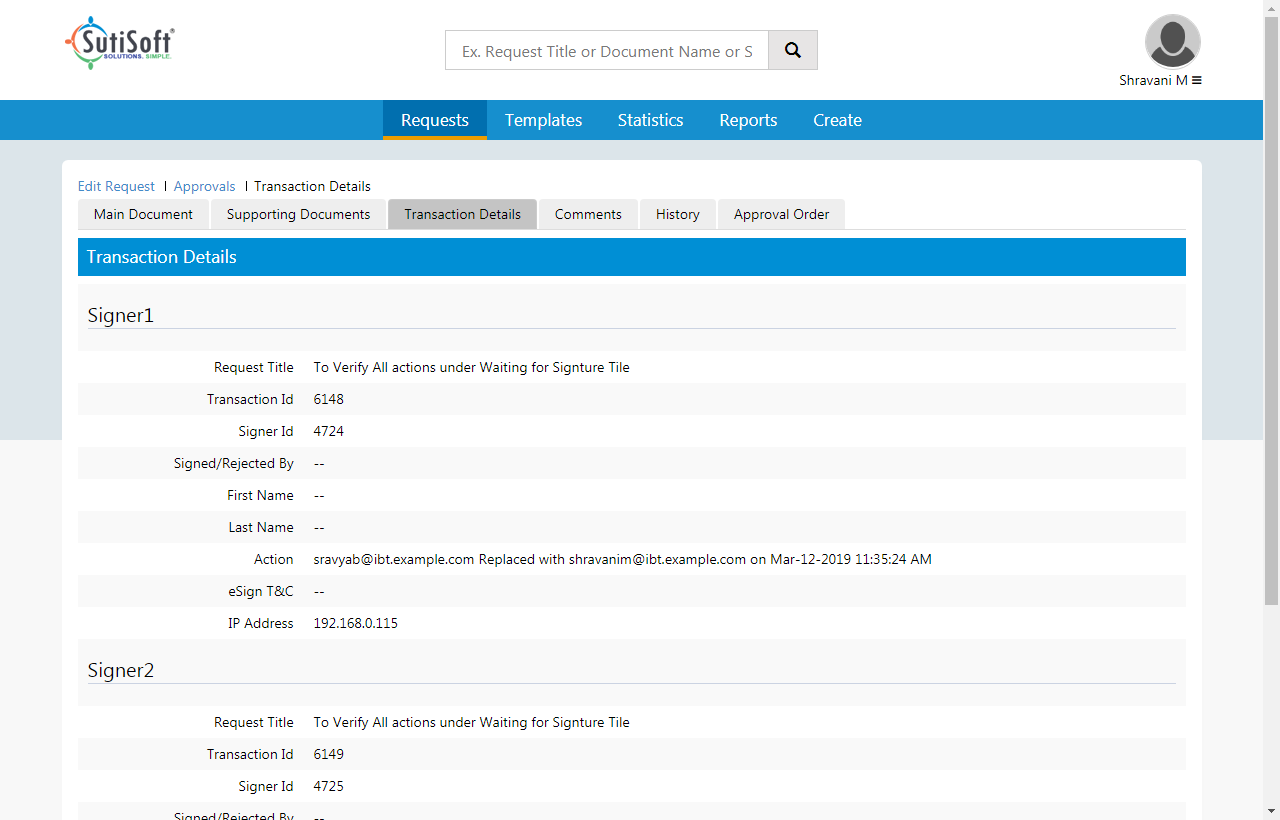 SutiSoft®
SOLUTIONS. SIMPLE.
Ex. Request Title or Document Name or S
Shravani M
Requests Templates Statistics Reports Create
Edit Request I Approvals I Transaction Details
Main Document Supporting Documents Transaction Details Comments History Approval Order
Transaction Details
Signer1
Request Title To Verify All actions under Waiting for Signture Tile
Transaction Id 6148
Signer Id 4724
Signed/Rejected By --
First Name --
Last Name --
Action sravyab@ibt.example.com Replaced with shravanim@ibt.example.com on Mar-12-2019 11:35:24 AM
eSign T&C --
IP Address 192.168.0.115
Signer2
Request Title To Verify All actions under Waiting for Signture Tile
Transaction Id 6149
Signer Id 4725
Signed/Rejected By --